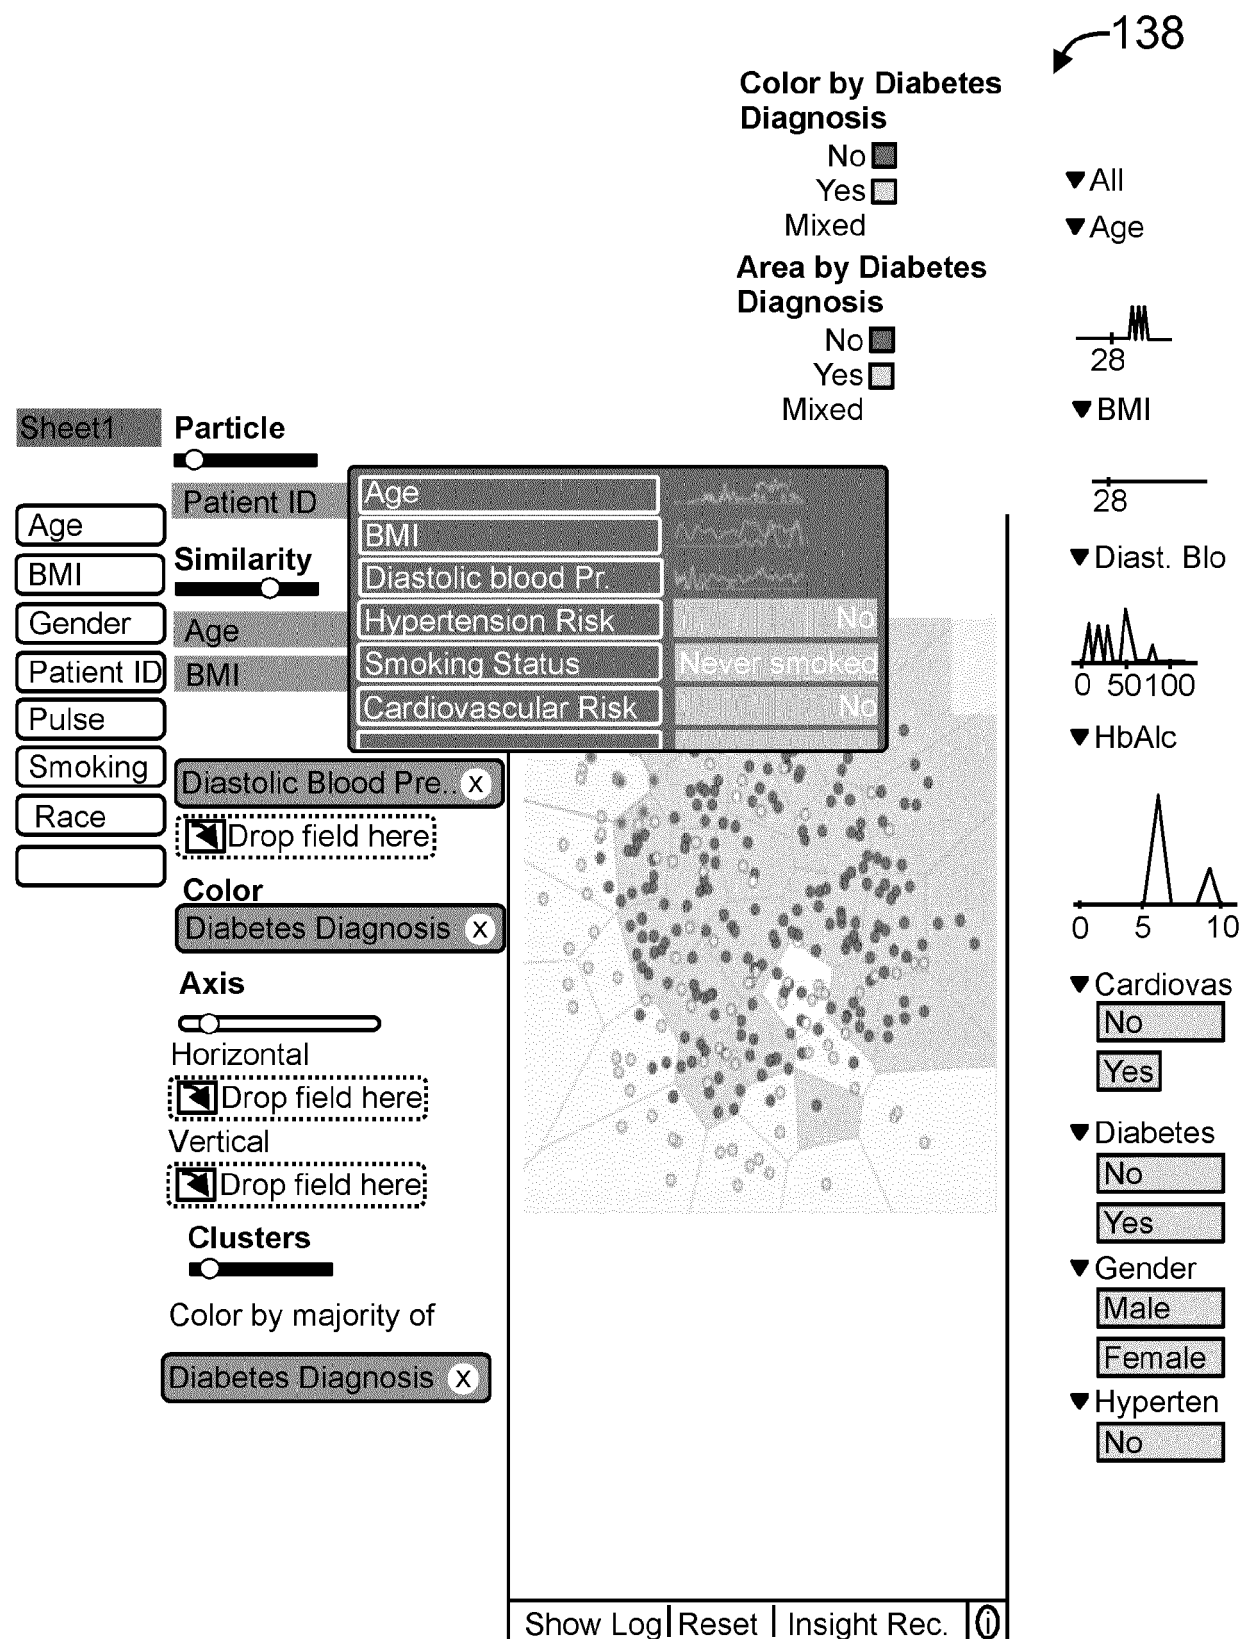 138
Color by Diabetes
Diagnosis
No
Yes
Mixed
Area by Diabetes
Diagnosis
No
Yes
Mixed
Sheet1
Age
BMI
Gender
Patient ID
Pulse
Smoking
Race
Particle
Patient ID
Similarity
Age
BMI
Diastolic Blood Pre..
x
Drop field here
Color
Diabetes Diagnosis
x
Axis
Horizontal
Drop field here
Vertical
Drop field here
Clusters
Color by majority of
Diabetes Diagnosis
x
Age
BMI
Diastolic blood Pr.
Hypertension Risk
No
Smoking Status
Never smoked
Cardiovascular Risk
No
Show Log
Reset
Insight Rec.
i
All
Age
28
BMI
28
Diast. Blo
0 50 100
HbAlc
0 5 10
Cardiovas
No
Yes
Diabetes
No
Yes
Gender
Male
Female
Hyperten
No